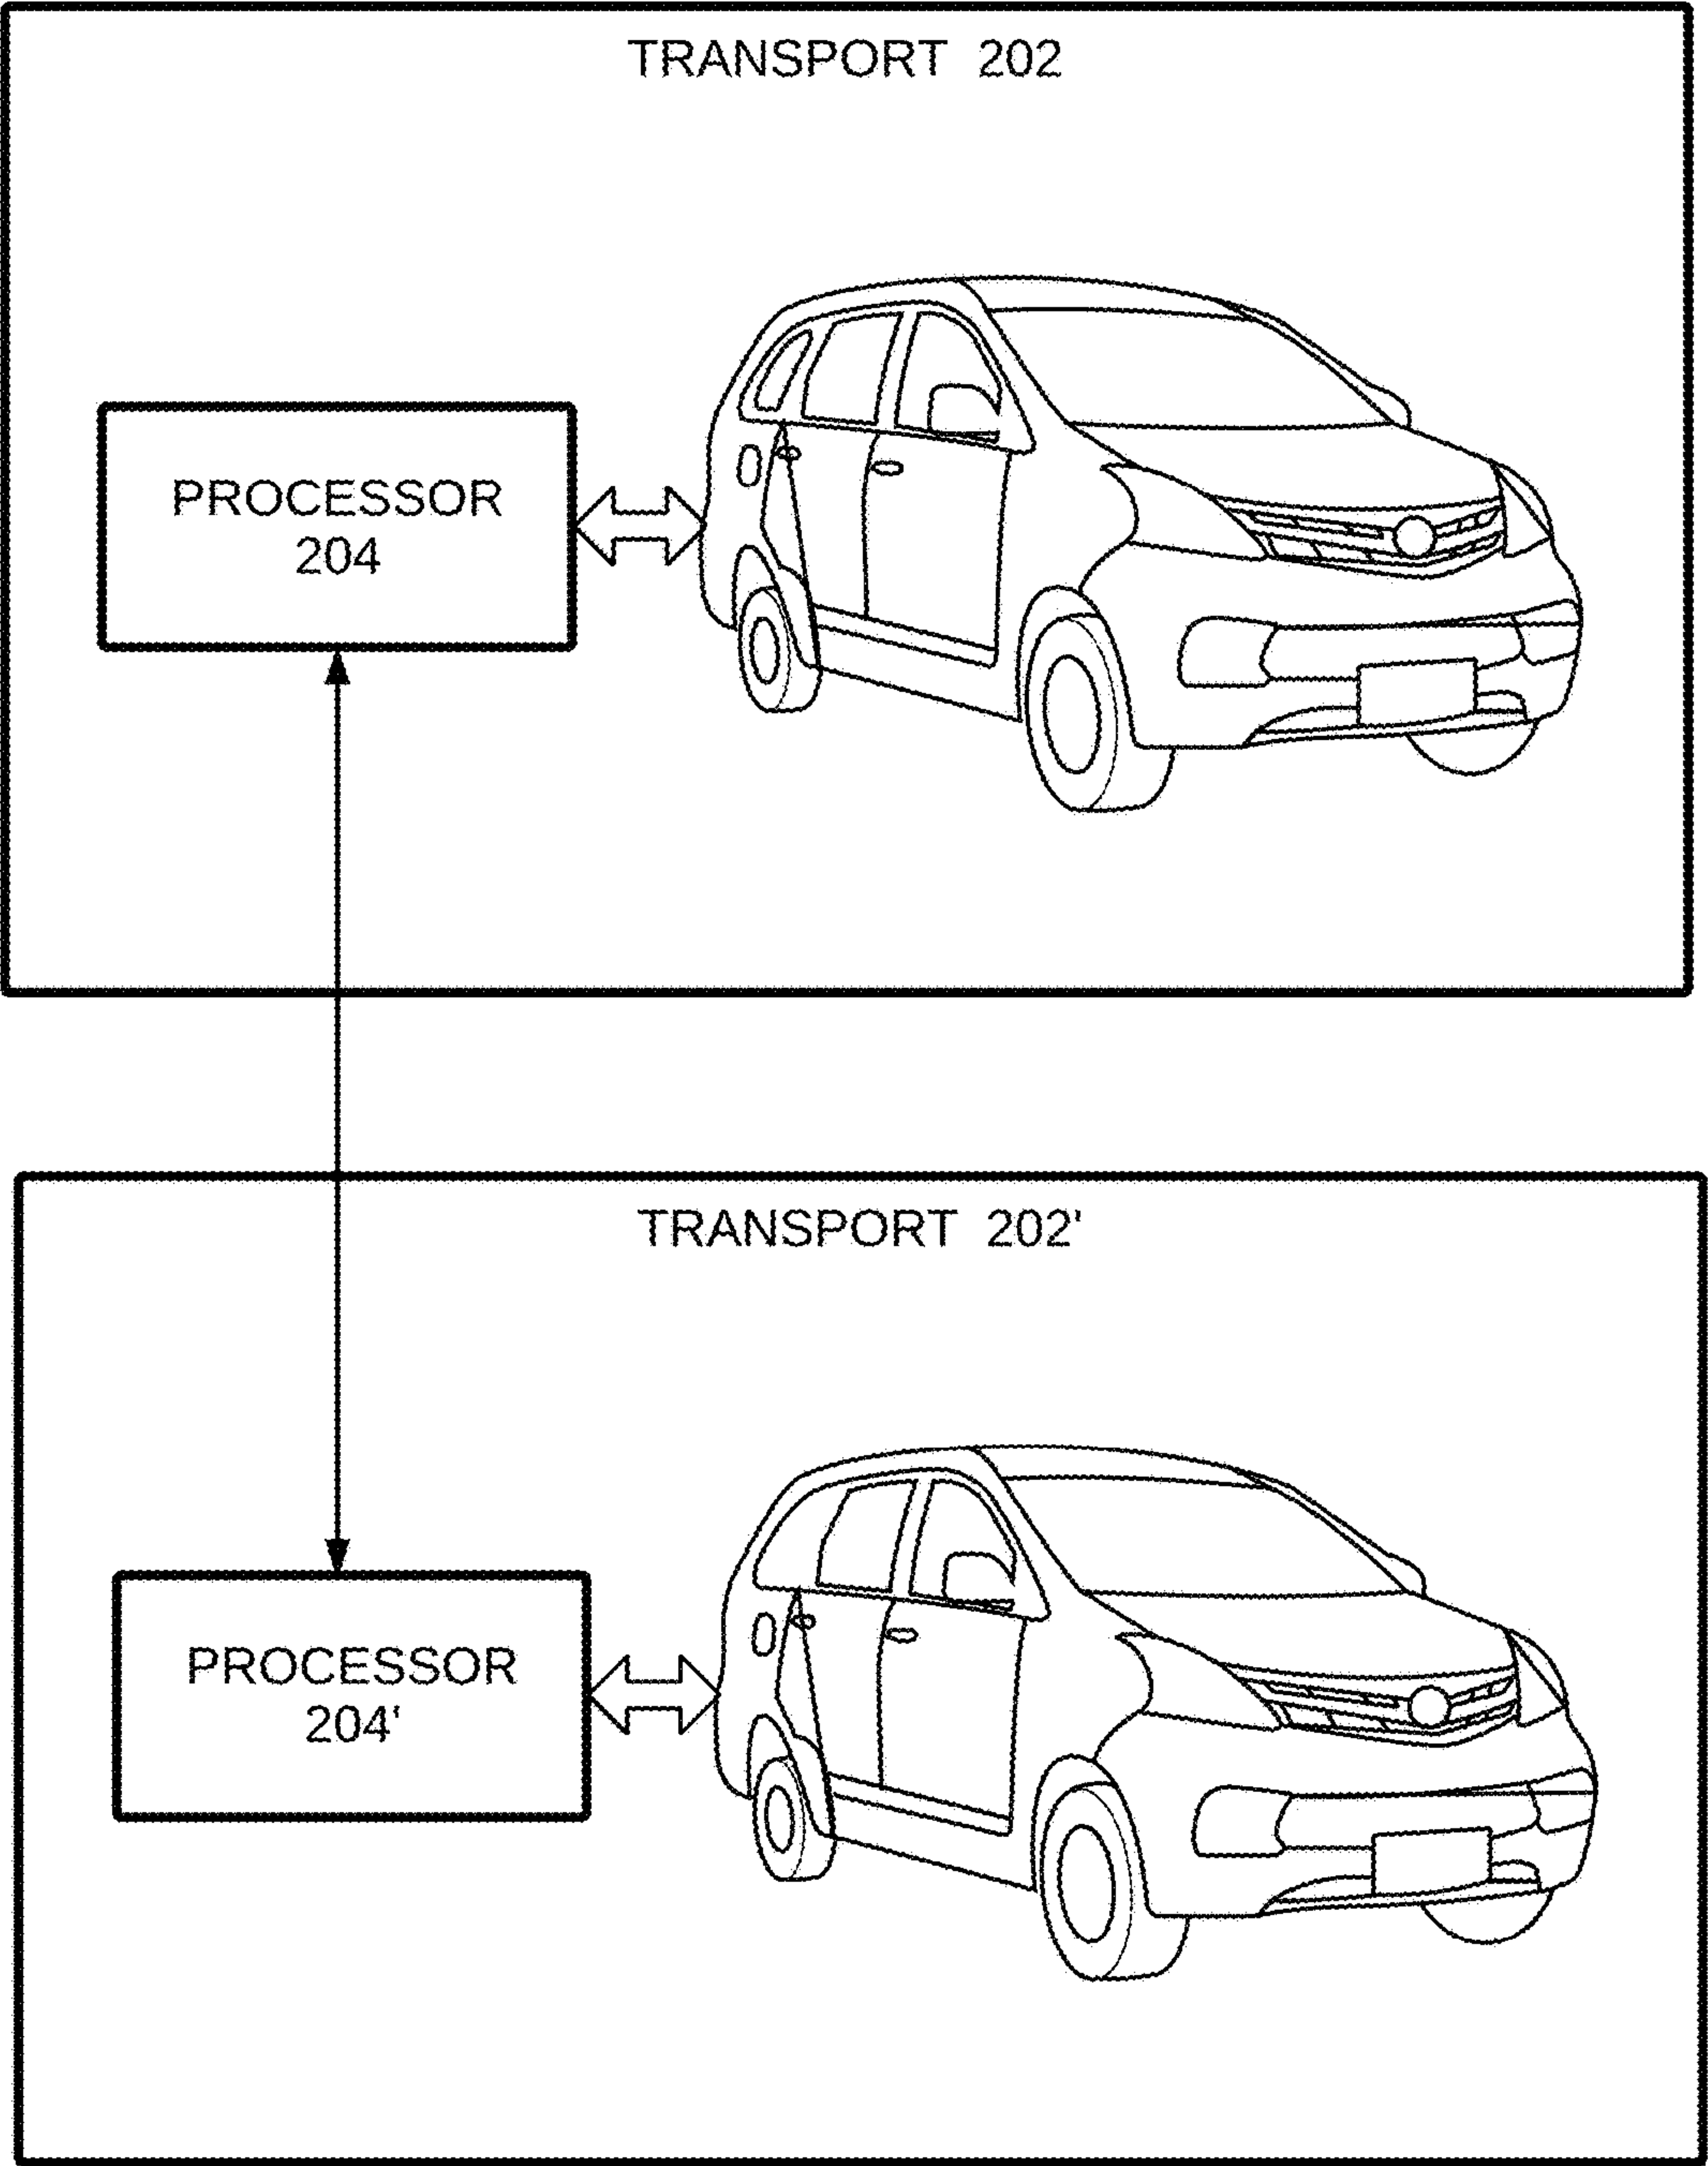 TRANSPORT 202
PROCESSOR
204
TRANSPORT 202'
PROCESSOR
204'